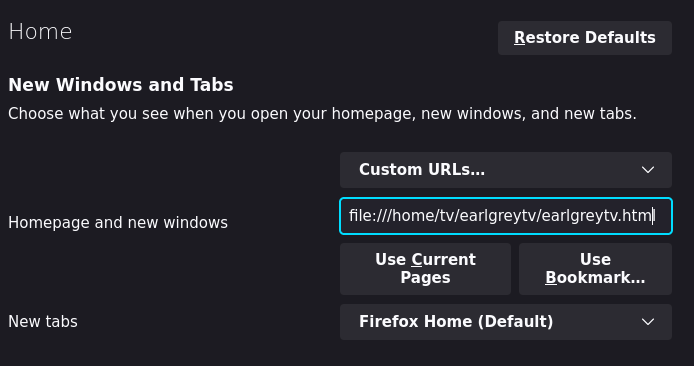 Home
Restore Defaults
New Windows and Tabs
Choose what you see when you open your homepage, new windows, and new tabs.
Custom URLs...
Homepage and new windows
file:///home/tv/earlgreytv/earlgreytv.html
Use Current
Pages
Use
Bookmark...
New tabs
Firefox Home (Default)